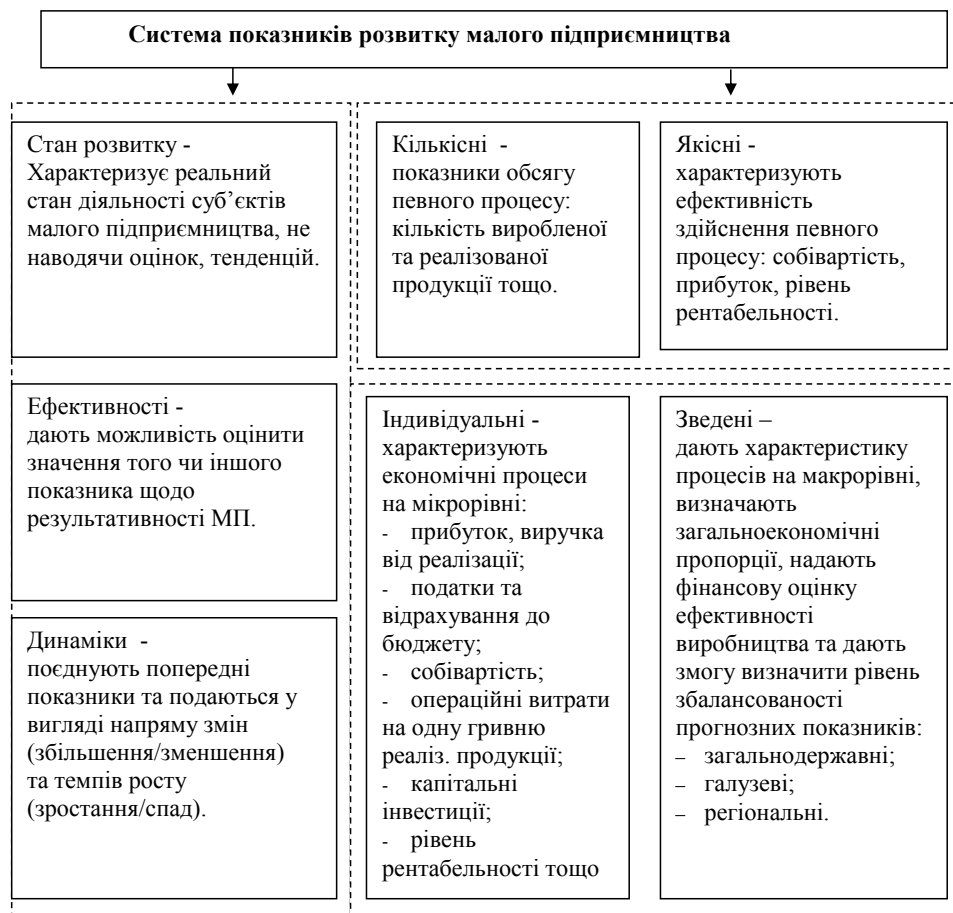 Система показників розвитку малого підприємництва
Стан розвитку -
Характеризує реальний
стан діяльності суб’єктів
малого підприємництва, не
наводячи оцінок, тенденцій.
Кількісні -
показники обсягу
певного процесу:
кількість виробленої
та реалізованої
продукції тощо.
Якісні -
характеризують
ефективність
здійснення певного
процесу: собівартість,
прибуток, рівень
рентабельності.
Ефективності -
дають можливість оцінити
значення того чи іншого
показника щодо
результативності МП.
Динаміки -
поєднують попередні
показники та подаються у
вигляді напряму змін
(збільшення/зменшення)
та темпів росту
(зростання/спад).
Індивідуальні -
характеризують
економічні процеси
на мікрорівні:
- прибуток, виручка
від реалізації;
- податки та
відрахування до
бюджету;
- собівартість;
- операційні витрати
на одну гривню
реаліз. продукції;
- капітальні
інвестиції;
- рівень
рентабельності тощо
Зведені –
дають характеристику
процесів на макрорівні,
визначають
загальноекономічні
пропорції, надають
фінансову оцінку
ефективності
виробництва та дають
змогу визначити рівень
збалансованості
прогнозних показників:
– загальнодержавні;
– галузеві;
– регіональні.